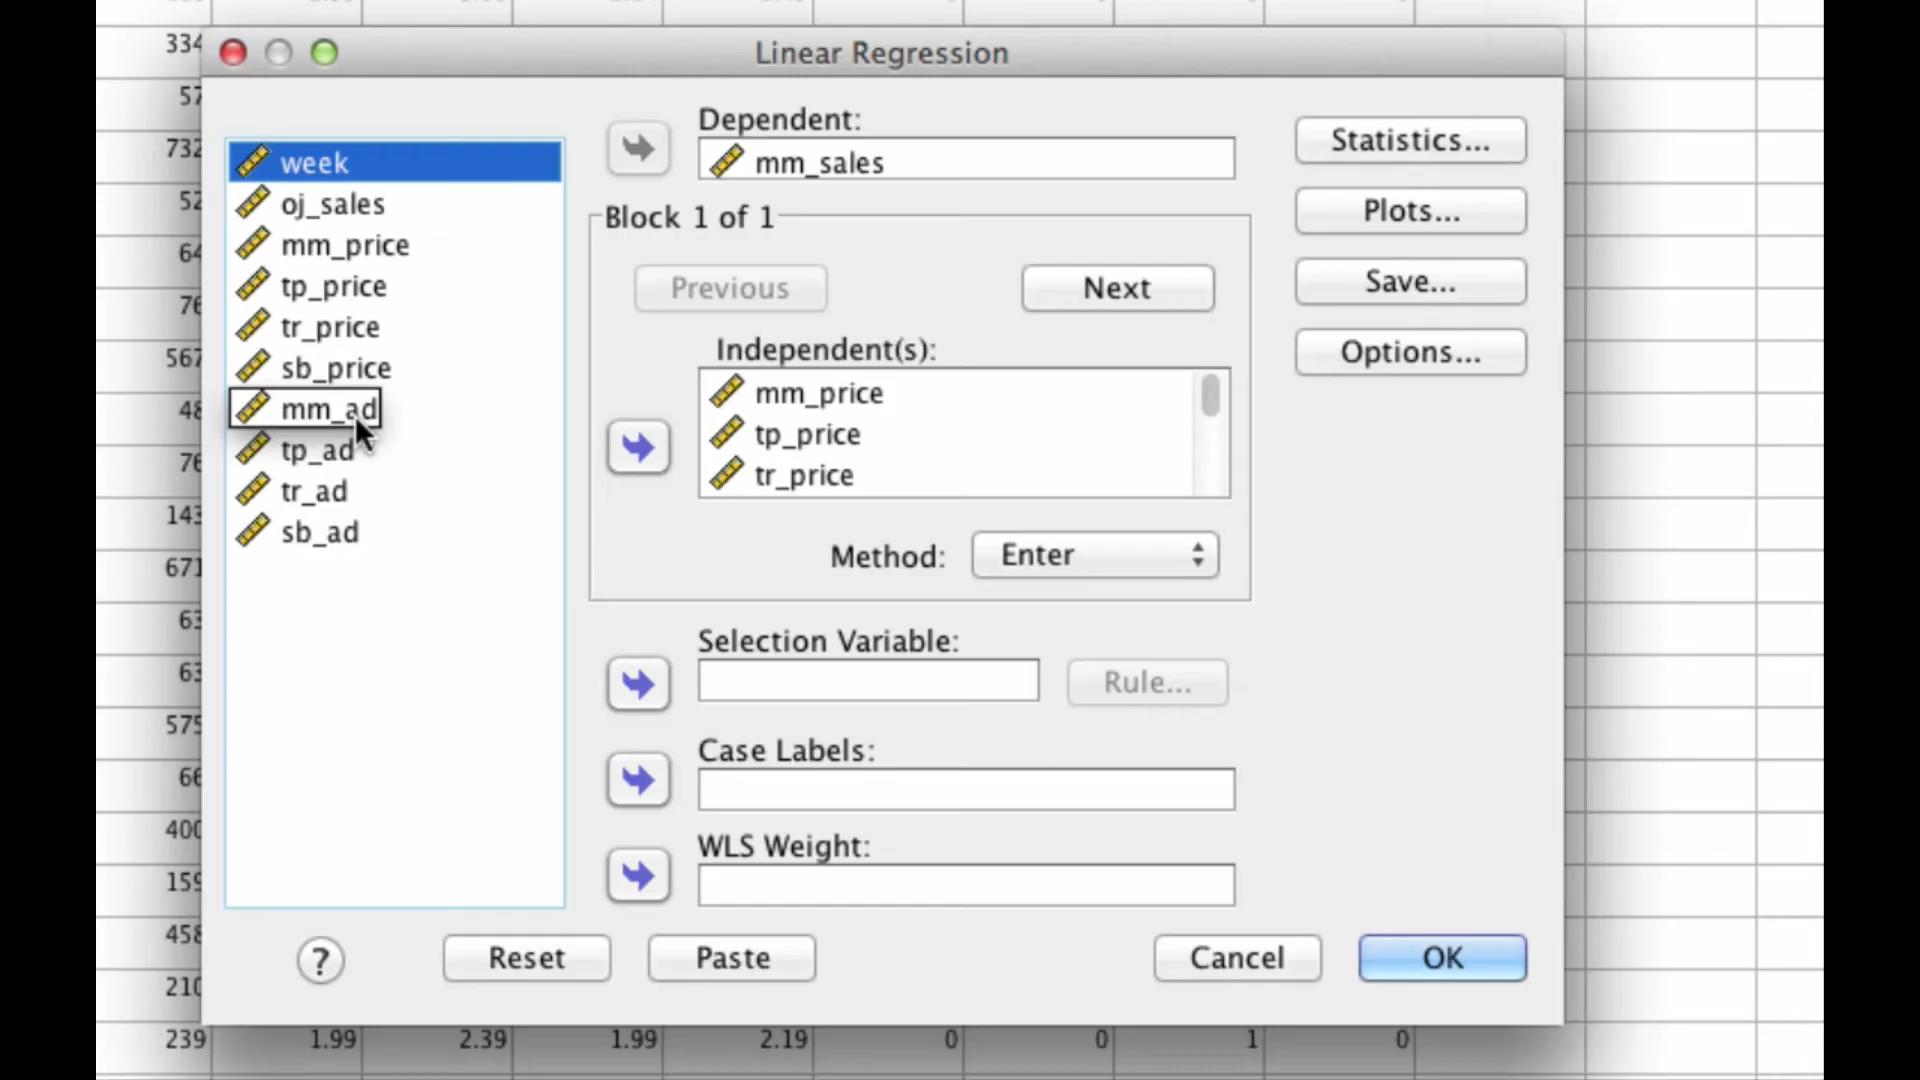 334
Linear Regression
57
Dependent:
Statistics...
732
week
mm_sales
52
oj_sales
Block 1 of 1
Plots...
64
mm_price
Previous
Next
Save...
76
tp_price
tr_price
Independent(s):
Options...
567
sb_price
mm_price
48
mm_ad
tp_price
76
tp_ad
tr_price
tr_ad
143
sb_ad
Method:
Enter
671
63
Selection Variable:
63
Rule...
575
Case Labels:
66
400
WLS Weight:
159
458
?
Reset
Paste
Cancel
OK
210
239 1.99 2.39 1.99 2.19 0 0 1 0